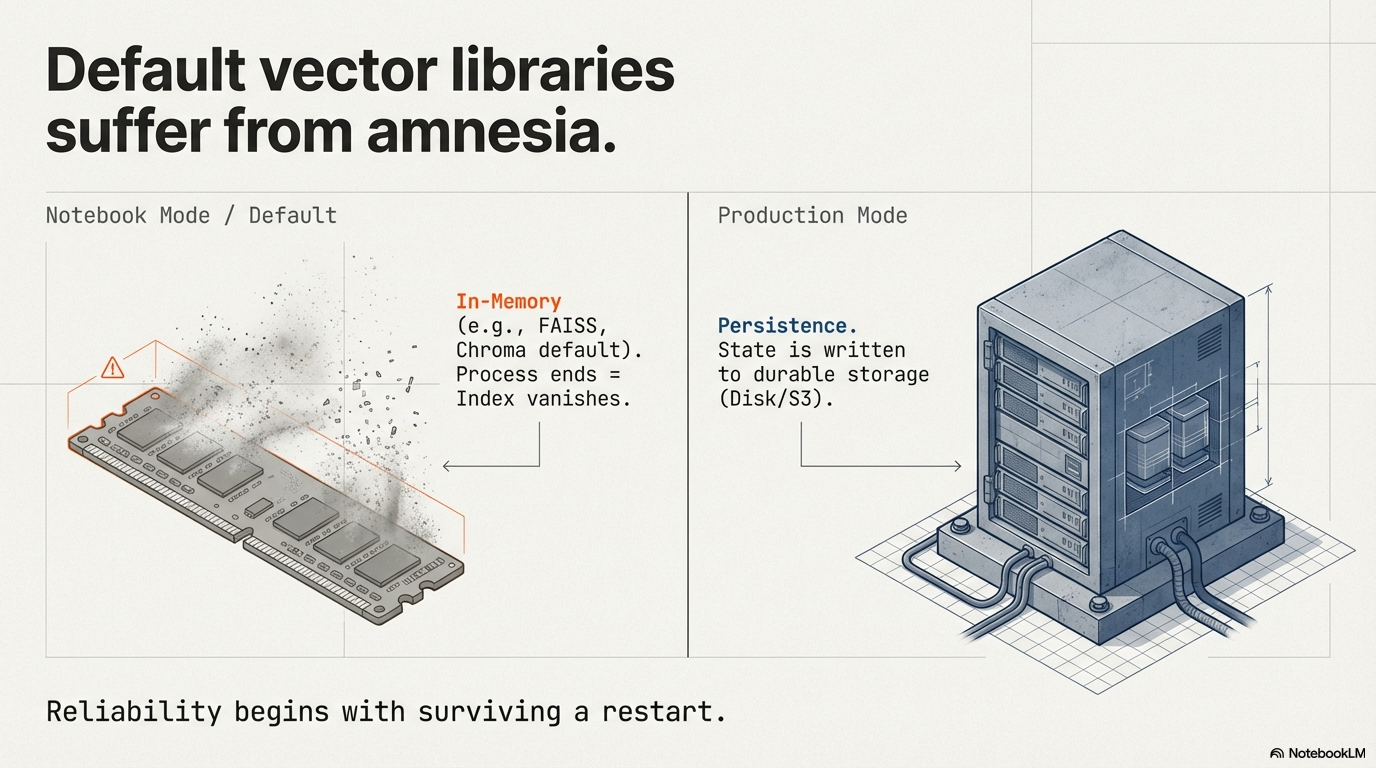 Default vector libraries
suffer from amnesia.
Notebook Mode / Default
In-Memory
(e.g., FAISS,
Chroma default).
Process ends =
Index vanishes.
Production Mode
Persistence.
State is written
to durable storage
(Disk/S3).
Reliability begins with surviving a restart.
NotebookLM